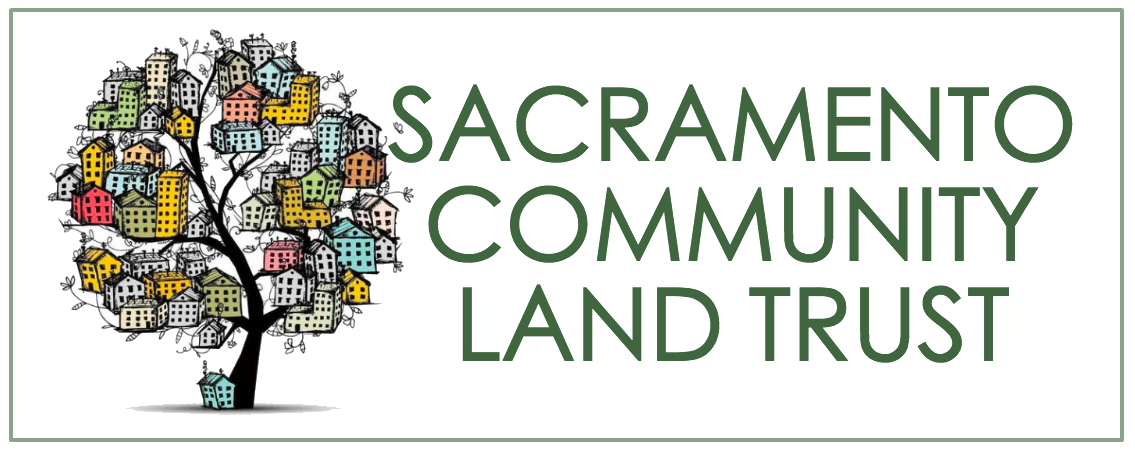 SACRAMENTO
COMMUNITY
LAND TRUST